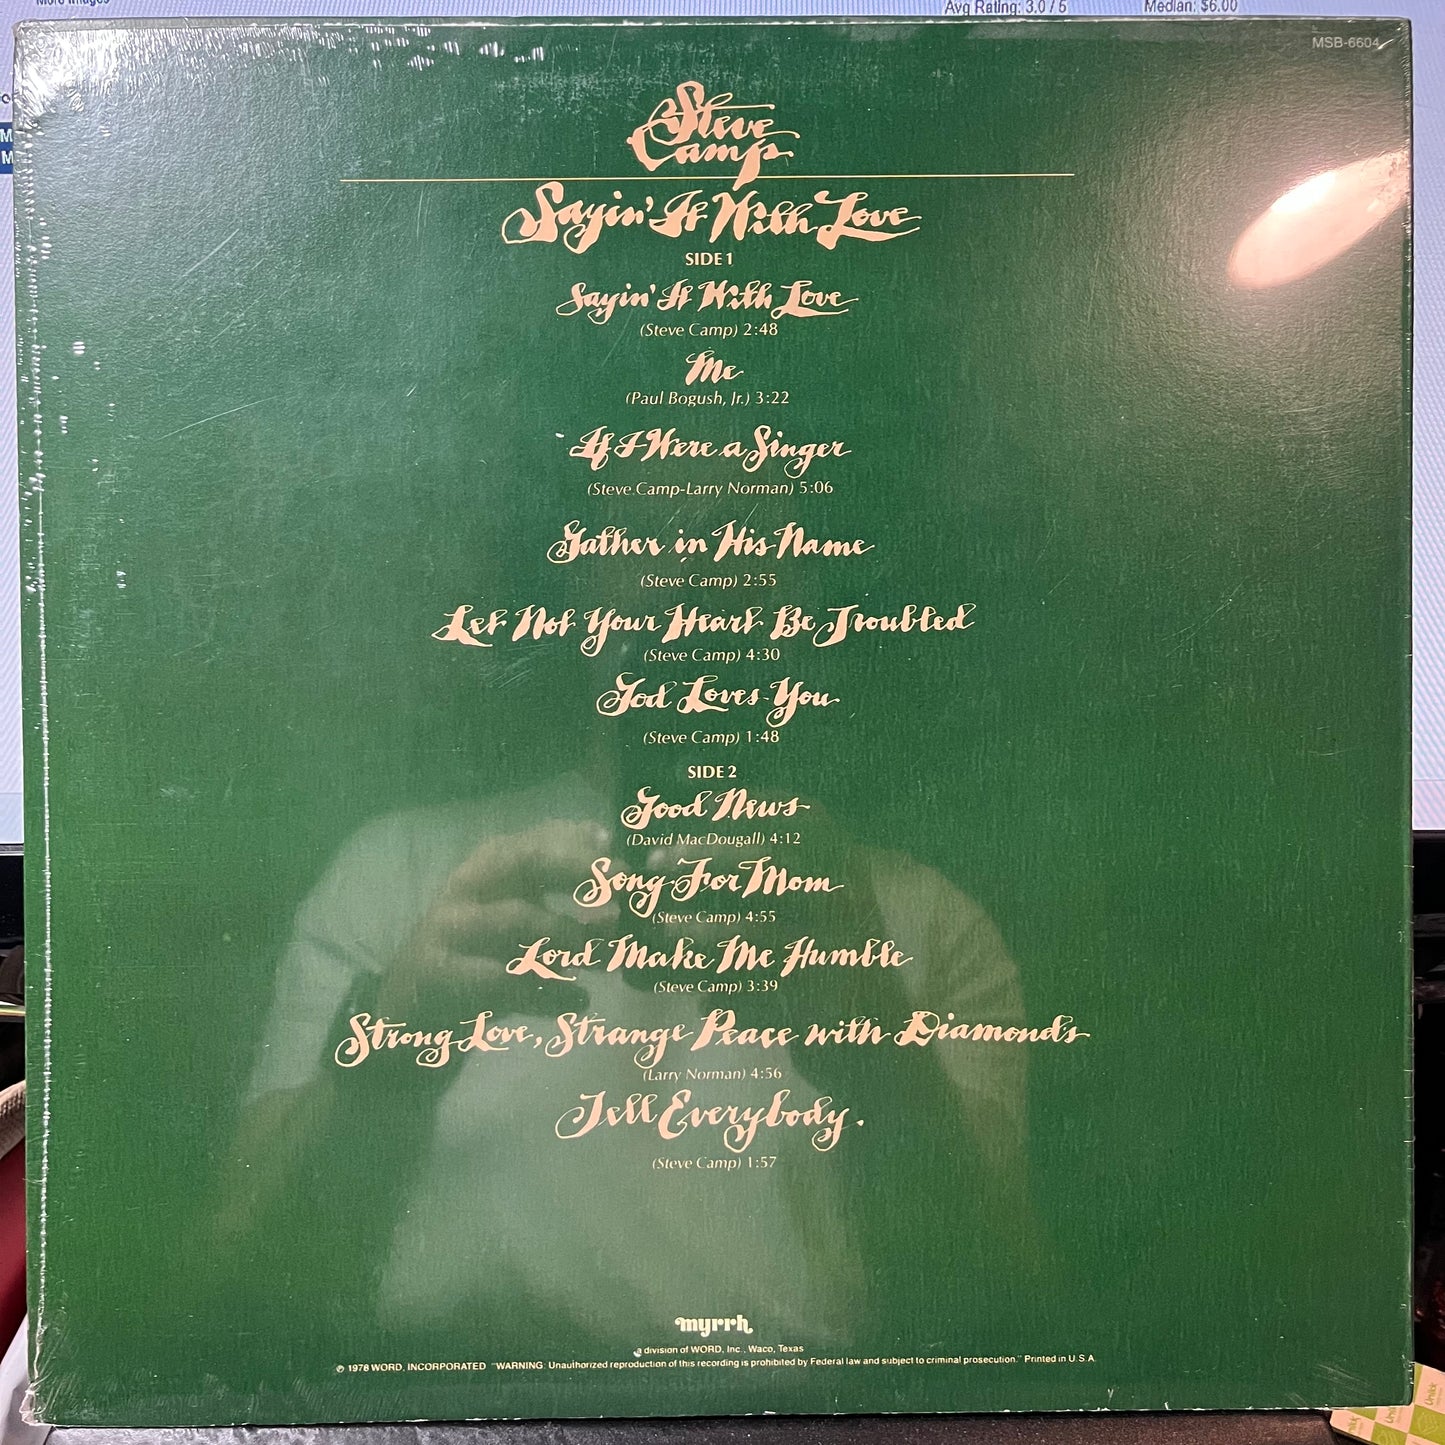 More Images
Avg Rating: 3.0 / 5
Median: $6.00
MSB-6604
Steve
Camp
Sayin' It With Love
SIDE 1
Sayin' It With Love
(Steve Camp) 2:48
Me
(Paul Bogush, Jr.) 3:22
If I Were a Singer
(Steve Camp-Larry Norman) 5:06
Gather in His Name
(Steve Camp) 2:55
Let Not Your Heart Be Troubled
(Steve Camp) 4:30
God Loves You
(Steve Camp) 1:48
SIDE 2
Good News
(David MacDougall) 4:12
Song For Mom
(Steve Camp) 4:55
Lord Make Me Humble
(Steve Camp) 3:39
Strong Love, Strange Peace with Diamonds
(Larry Norman) 4:56
Tell Everybody.
(Steve Camp) 1:57
myrrh
a division of WORD, Inc., Waco, Texas
℗ 1978 WORD, INCORPORATED "WARNING: Unauthorized reproduction of this recording is prohibited by Federal law and subject to criminal prosecution." Printed in U.S.A.